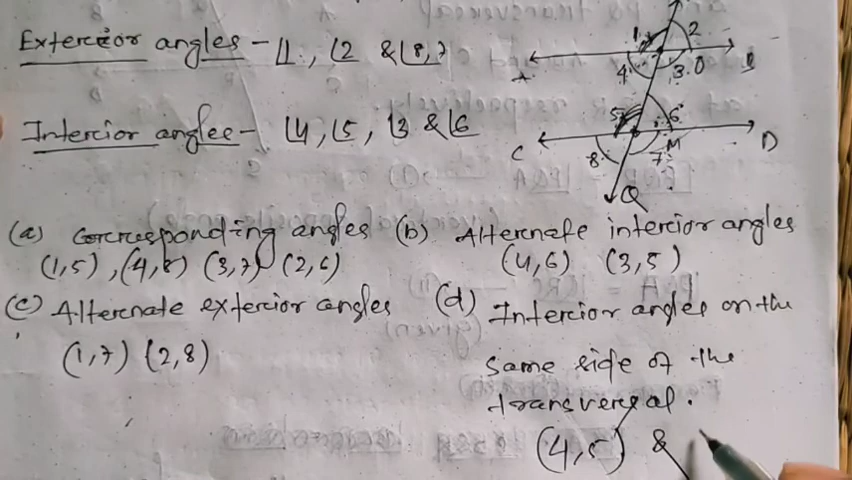 Exterior angles - ∠1, ∠2 & ∠8, 7
Interior angles - ∠4, ∠5, ∠3 & ∠6
1 2
A B
4 3 O
5 6
C M D
8 7
Q
(a) Corresponding angles (b) Alternate interior angles
(1,5), (4,8) (3,7) (2,6) (4,6) (3,5)
(c) Alternate exterior angles (d) Interior angles on the
(1,7) (2,8) same side of the
transversal.
(4,5) &